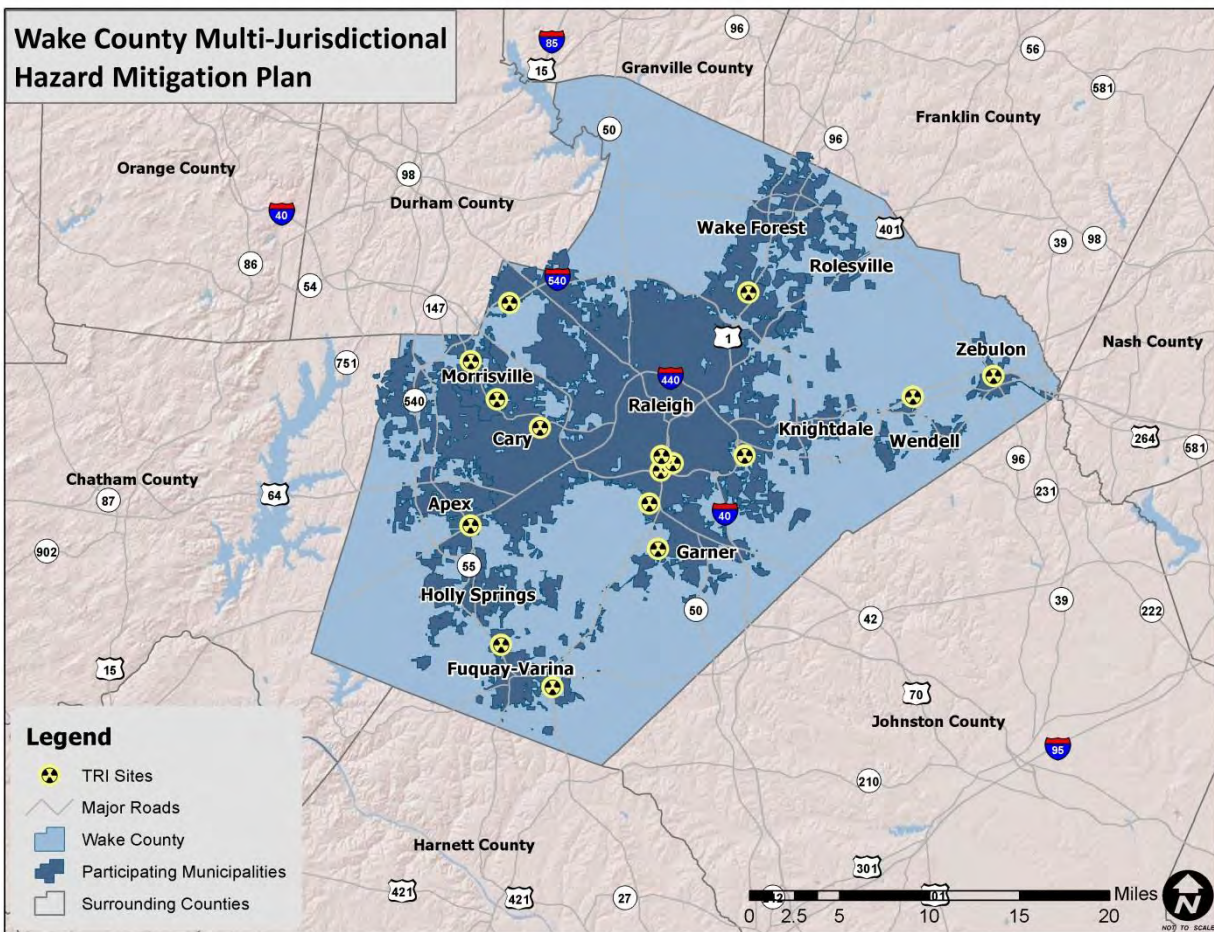 Wake County Multi-Jurisdictional
Hazard Mitigation Plan
85
15
96
56
Granville County
581
50
Franklin County
96
Orange County
98
Durham County
40
Wake Forest
401
39
98
86
Rolesville
54
540
147
1
Nash County
Zebulon
751
Morrisville
440
540
Raleigh
Knightdale
Cary
Wendell
264
581
96
Chatham County
87
64
231
Apex
40
902
Garner
55
Holly Springs
50
39
222
42
15
Fuquay-Varina
70
Johnston County
95
210
Harnett County
301
421
421
27
Legend
TRI Sites
Major Roads
Wake County
Participating Municipalities
Surrounding Counties
Miles
0 2.5 5 10 15 20
N
NOT TO SCALE